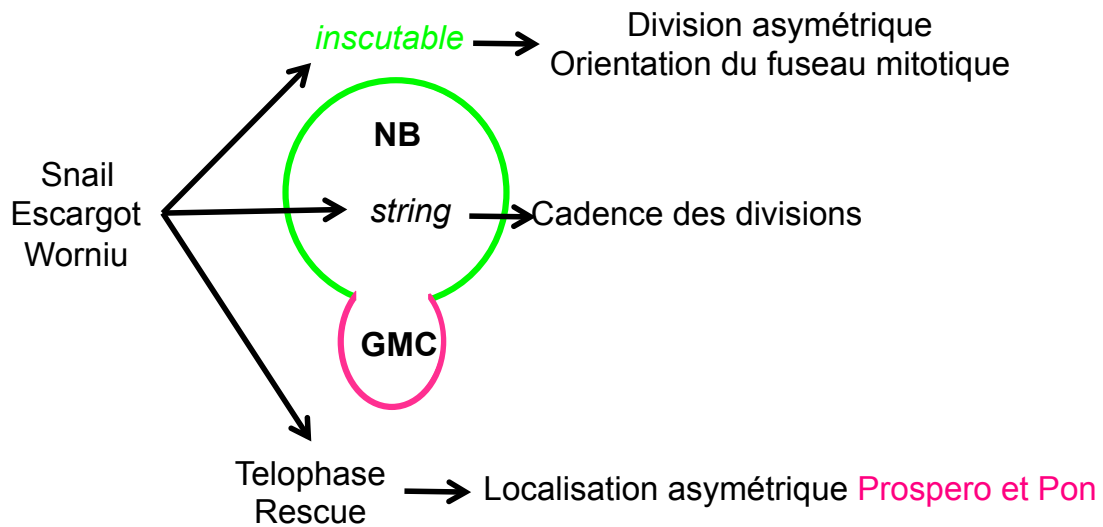 inscutable
Division asymétrique
Orientation du fuseau mitotique
NB
Snail
Escargot
Worniu
string
Cadence des divisions
GMC
Telophase
Rescue
Localisation asymétrique Prospero et Pon